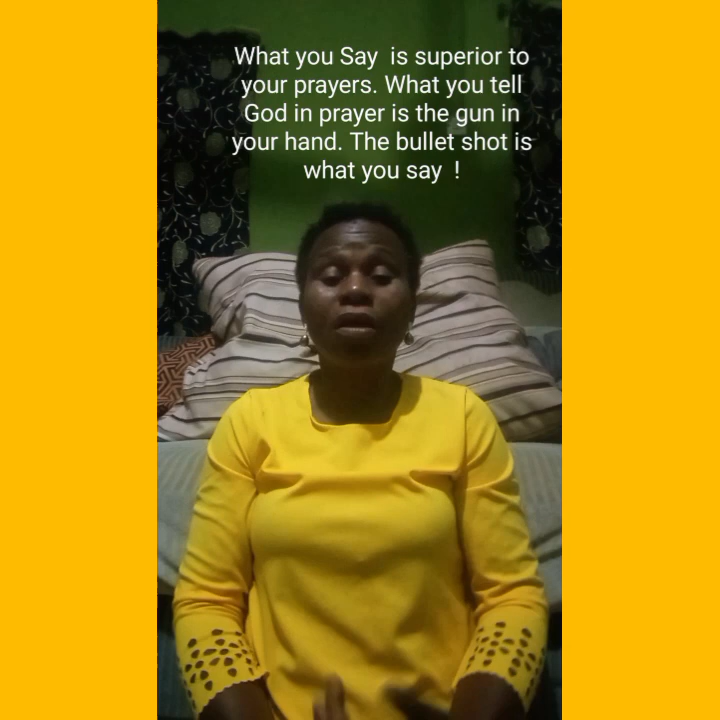 What you Say  is superior to
your prayers. What you tell
God in prayer is the gun in
your hand. The bullet shot is
what you say  !